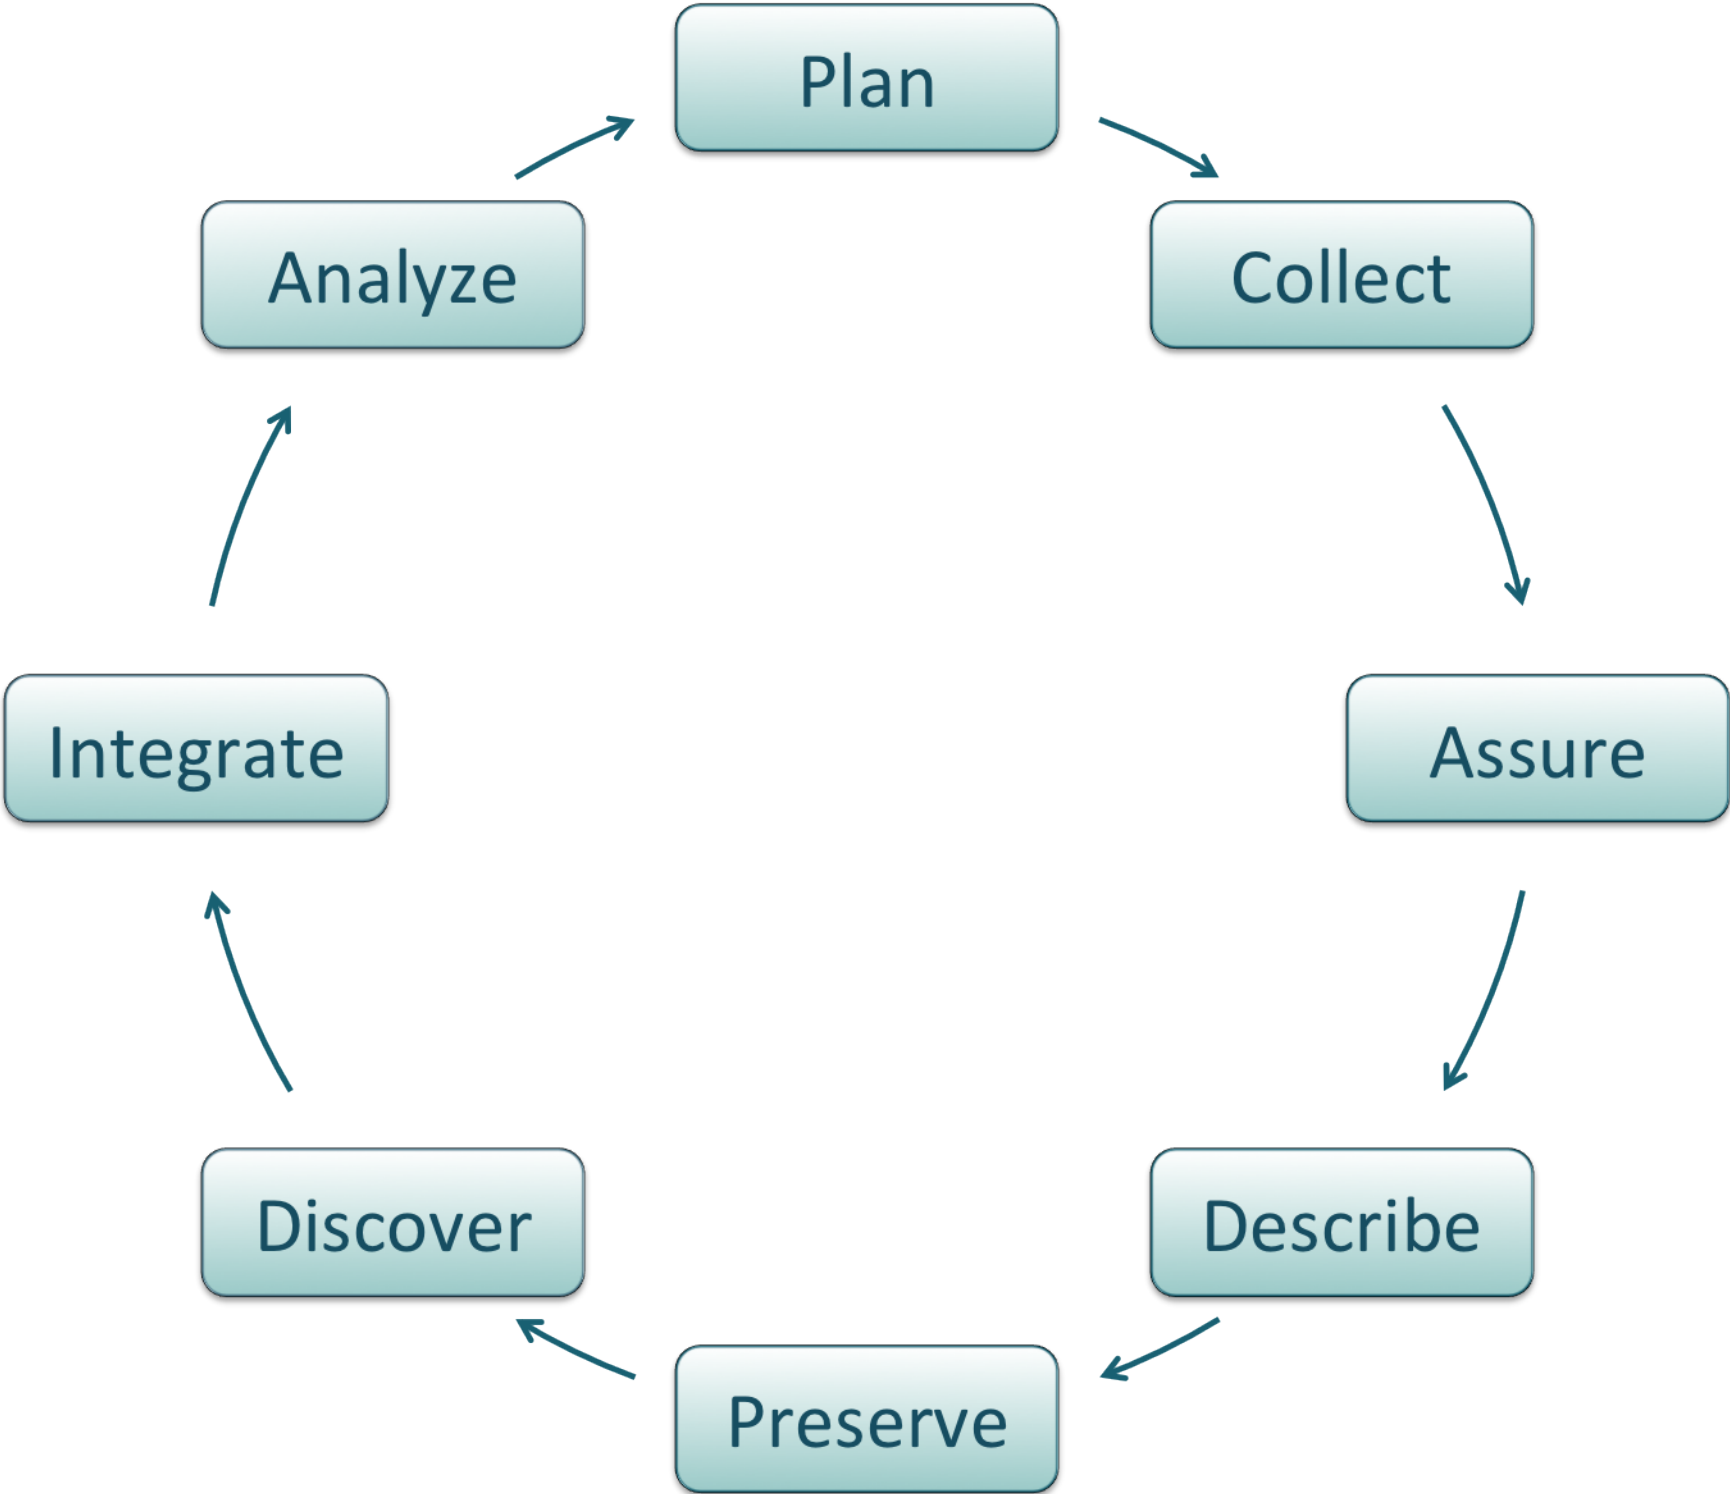 Plan
Collect
Assure
Describe
Preserve
Discover
Integrate
Analyze